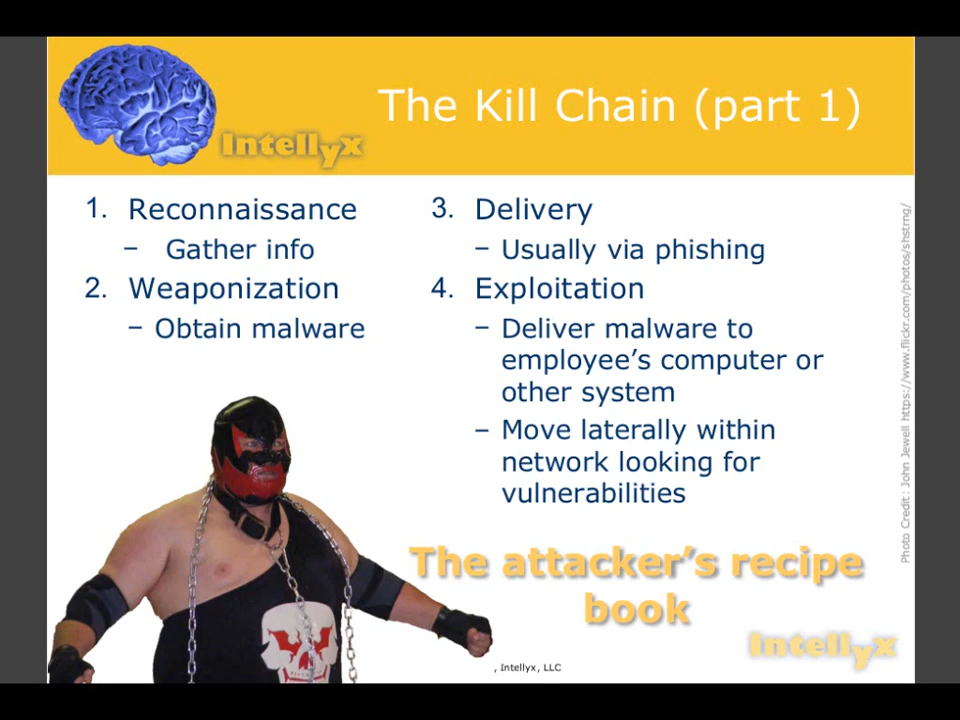 Intellyx
The Kill Chain (part 1)
1. Reconnaissance
– Gather info
2. Weaponization
– Obtain malware
3. Delivery
– Usually via phishing
4. Exploitation
– Deliver malware to
employee’s computer or
other system
– Move laterally within
network looking for
vulnerabilities
The attacker’s recipe
book
Intellyx
, Intellyx, LLC
Photo Credit: John Jewell https://www.flickr.com/photos/shstrng/